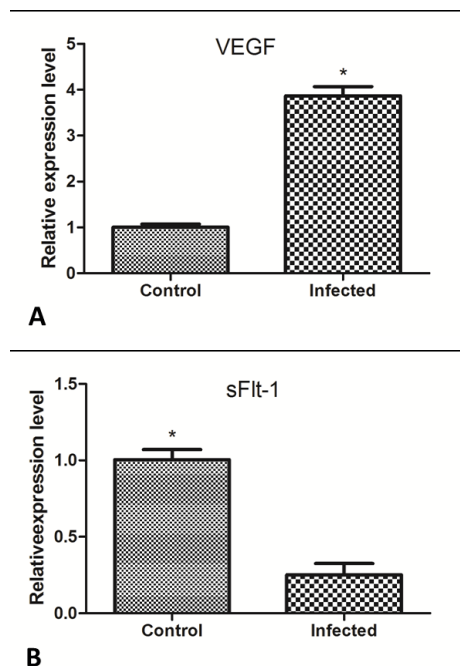 VEGF
*
Relative expression level
5
4
3
2
1
0
Control Infected
A
sFlt-1
*
Relativeexpression level
1.5
1.0
0.5
0.0
Control Infected
B